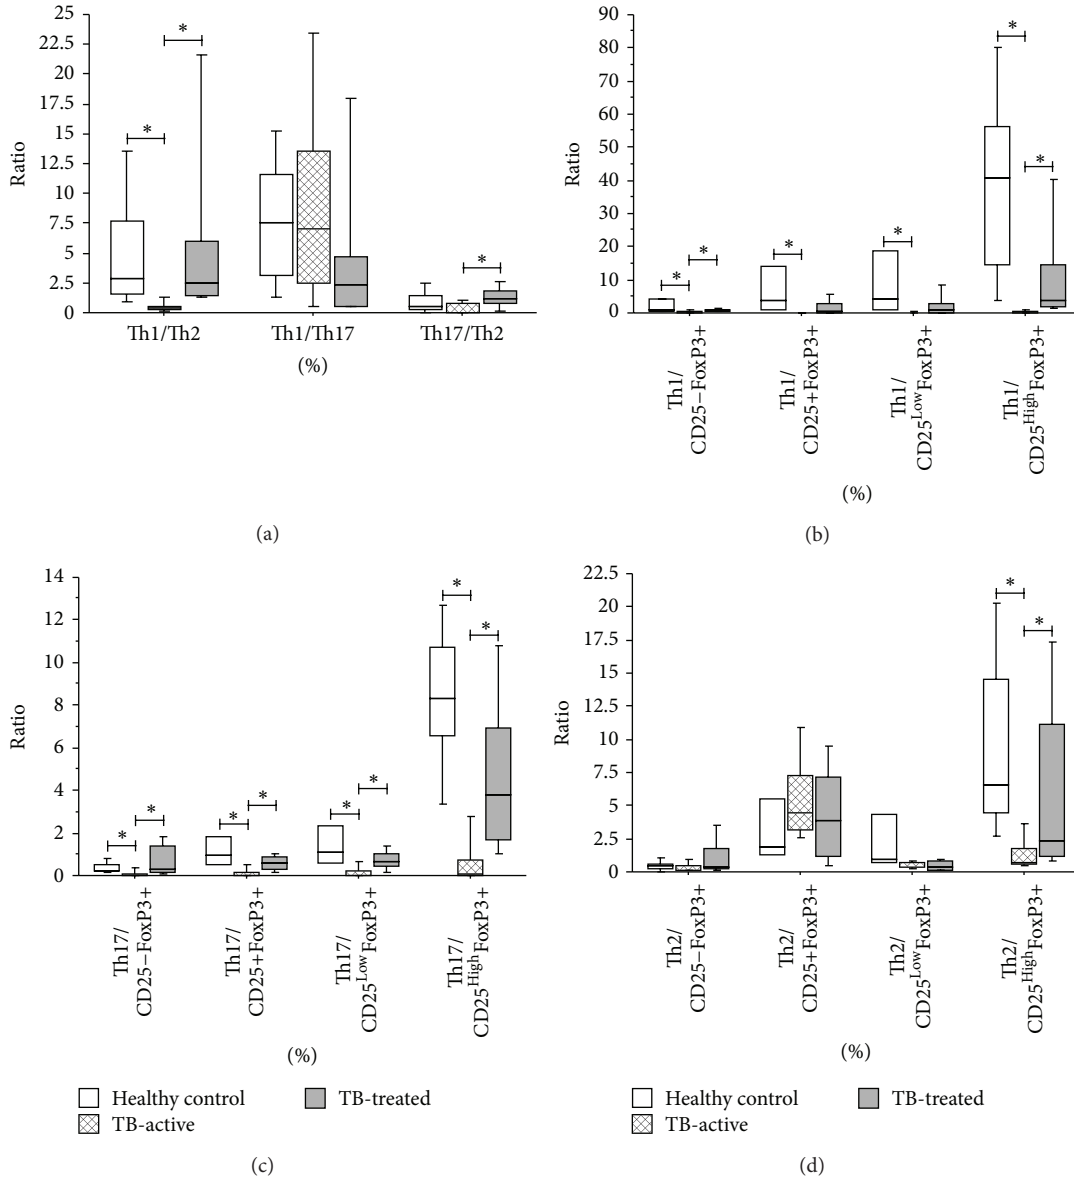 25
22.5
20
17.5
15
12.5
10
7.5
5
2.5
0
Ratio
*
*
*
Th1/Th2
Th1/Th17
Th17/Th2
(%)
(a)
90
80
70
60
50
40
30
20
10
0
Ratio
*
*
*
*
*
*
Th1/
CD25−FoxP3+
Th1/
CD25+FoxP3+
Th1/
CD25LowFoxP3+
Th1/
CD25HighFoxP3+
(%)
(b)
14
12
10
8
6
4
2
0
Ratio
*
*
*
*
*
*
*
*
Th17/
CD25−FoxP3+
Th17/
CD25+FoxP3+
Th17/
CD25LowFoxP3+
Th17/
CD25HighFoxP3+
(%)
Healthy control
TB-treated
TB-active
(c)
22.5
20
17.5
15
12.5
10
7.5
5
2.5
0
Ratio
*
*
Th2/
CD25−FoxP3+
Th2/
CD25+FoxP3+
Th2/
CD25LowFoxP3+
Th2/
CD25HighFoxP3+
(%)
Healthy control
TB-treated
TB-active
(d)